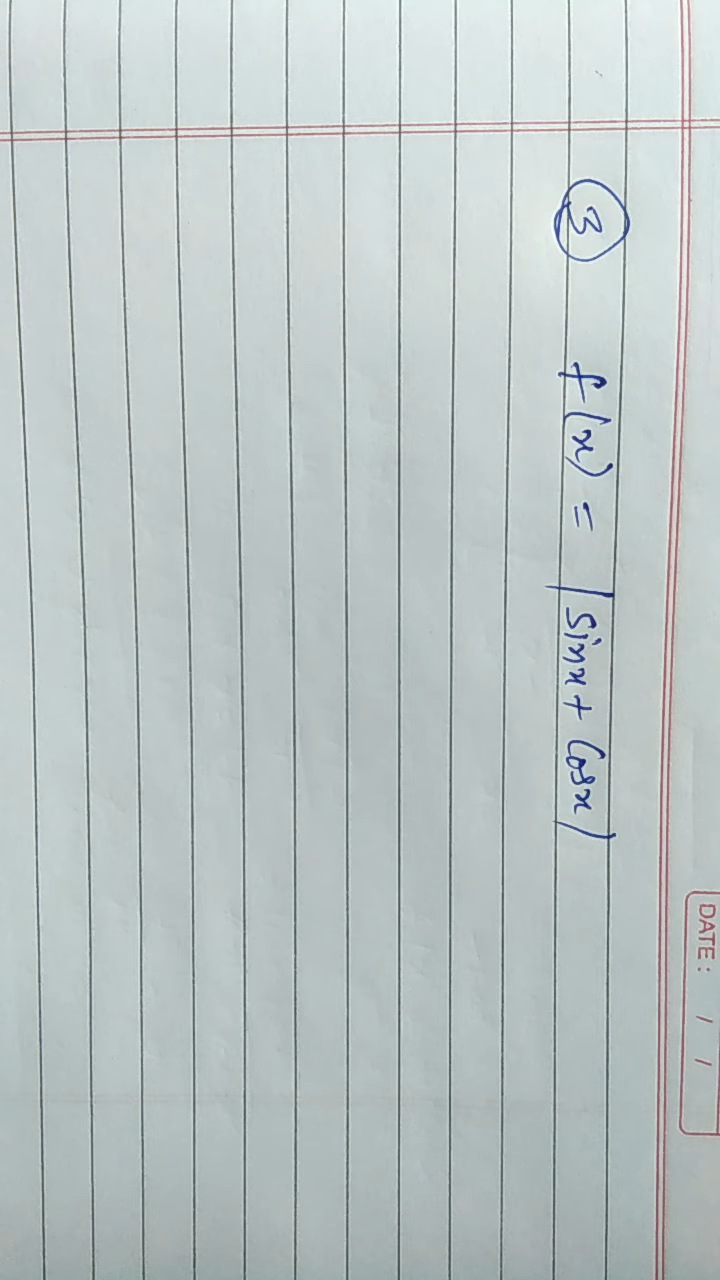 DATE : / /
③ f(x) = |sinx + cosx|